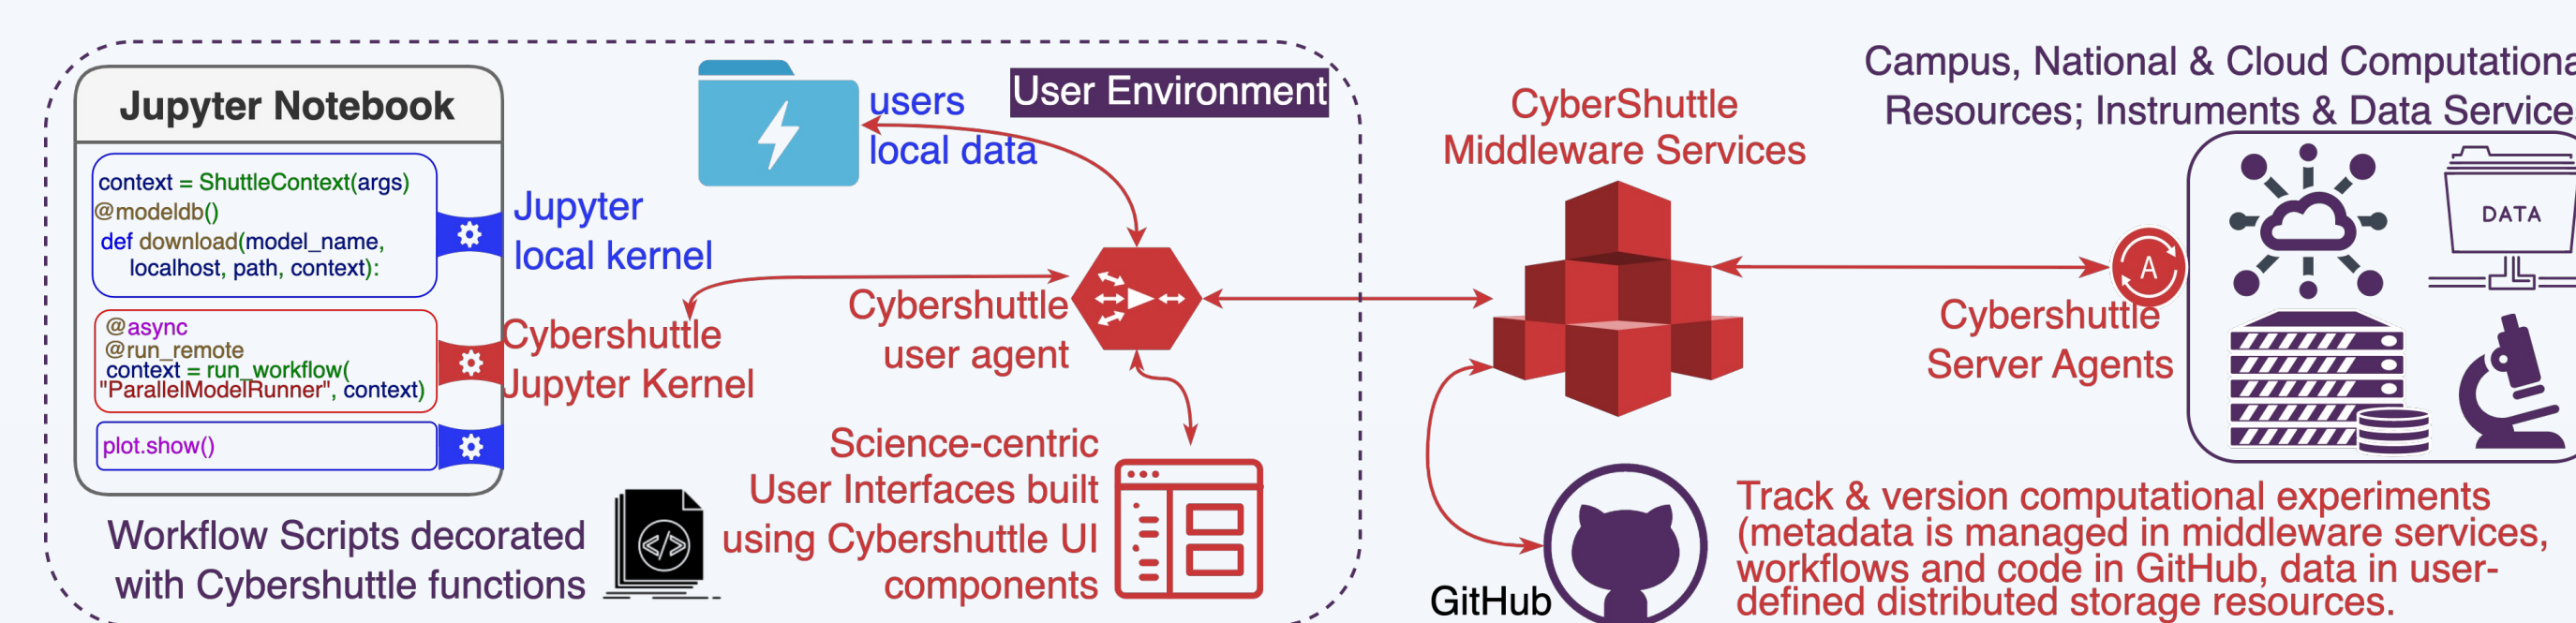 Jupyter Notebook
context = ShuttleContext(args)
@modeldb()
def download(model_name,
localhost, path, context):
@async
@run_remote
context = run_workflow(
"ParallelModelRunner", context)
plot.show()
Jupyter
local kernel
Cybershuttle
Jupyter Kernel
Workflow Scripts decorated
with Cybershuttle functions
</>
users
local data
User Environment
Cybershuttle
user agent
Science-centric
User Interfaces built
using Cybershuttle UI
components
CyberShuttle
Middleware Services
GitHub
Campus, National & Cloud Computationa
Resources; Instruments & Data Service
A
DATA
Cybershuttle
Server Agents
Track & version computational experiments
(metadata is managed in middleware services,
workflows and code in GitHub, data in user-
defined distributed storage resources.